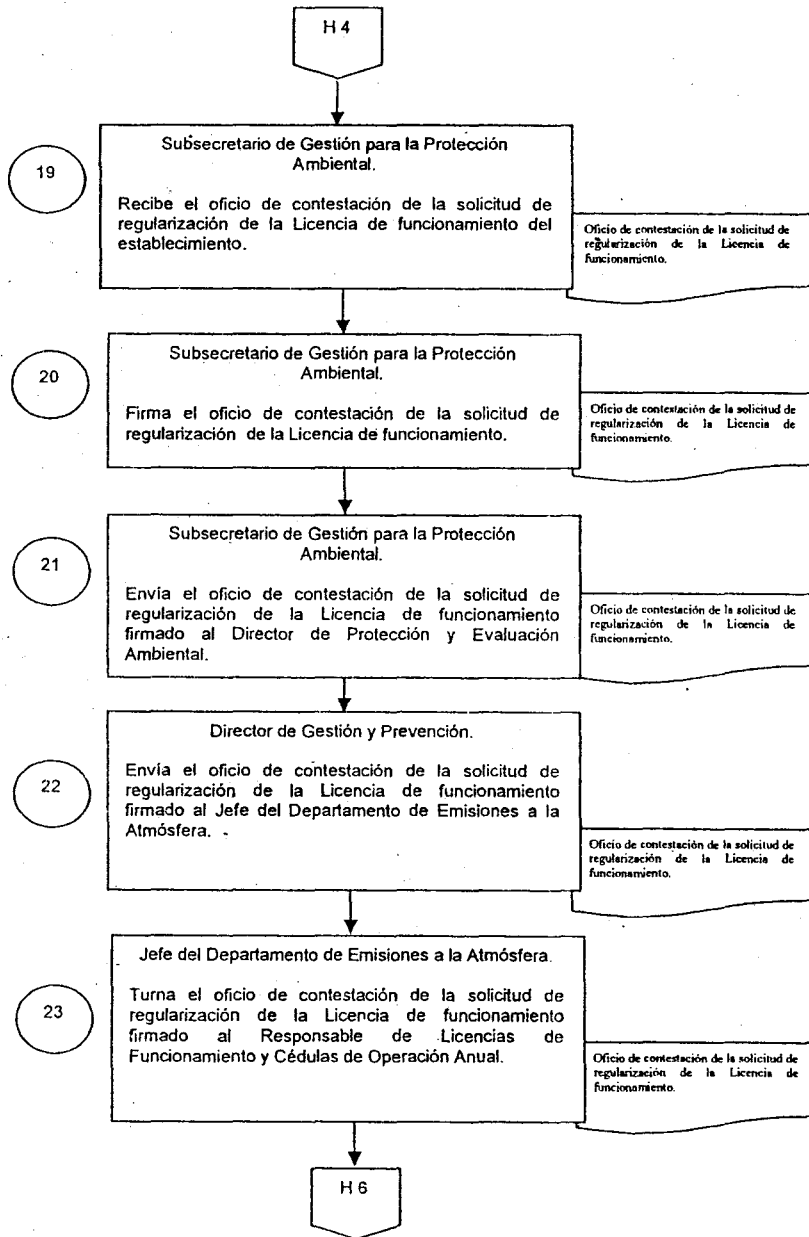 H 4
19
Subsecretario de Gestión para la Protección
Ambiental.
Recibe el oficio de contestación de la solicitud de
regularización de la Licencia de funcionamiento del
establecimiento.
Oficio de contestación de la solicitud de
regularización de la Licencia de
funcionamiento.
20
Subsecretario de Gestión para la Protección
Ambiental.
Firma el oficio de contestación de la solicitud de
regularización de la Licencia de funcionamiento.
Oficio de contestación de la solicitud de
regularización de la Licencia de
funcionamiento.
21
Subsecretario de Gestión para la Protección
Ambiental.
Envía el oficio de contestación de la solicitud de
regularización de la Licencia de funcionamiento
firmado al Director de Protección y Evaluación
Ambiental.
Oficio de contestación de la solicitud de
regularización de la Licencia de
funcionamiento.
22
Director de Gestión y Prevención.
Envía el oficio de contestación de la solicitud de
regularización de la Licencia de funcionamiento
firmado al Jefe del Departamento de Emisiones a la
Atmósfera.
Oficio de contestación de la solicitud de
regularización de la Licencia de
funcionamiento.
23
Jefe del Departamento de Emisiones a la Atmósfera.
Turna el oficio de contestación de la solicitud de
regularización de la Licencia de funcionamiento
firmado al Responsable de Licencias de
Funcionamiento y Cédulas de Operación Anual.
Oficio de contestación de la solicitud de
regularización de la Licencia de
funcionamiento.
H 6